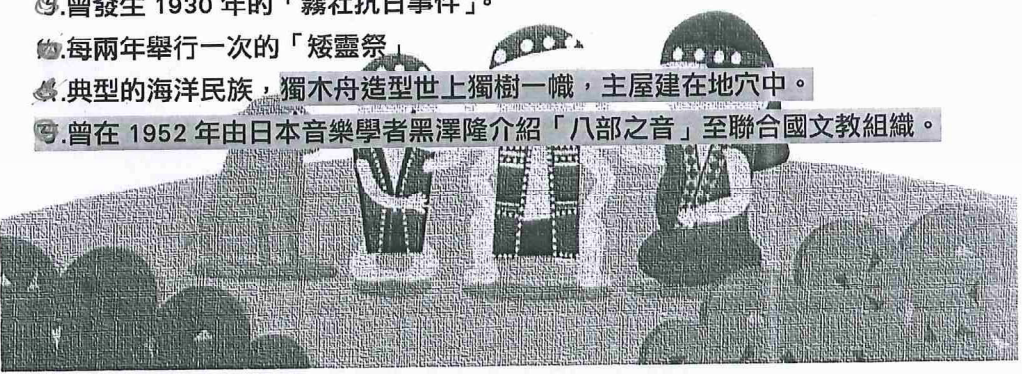 .曾發生 1930 年的「霧社抗日事件」。
.每兩年舉行一次的「矮靈祭」
.典型的海洋民族,獨木舟造型世上獨樹一幟,主屋建在地穴中。
.曾在 1952 年由日本音樂學者黑澤隆介紹「八部之音」至聯合國文教組織。